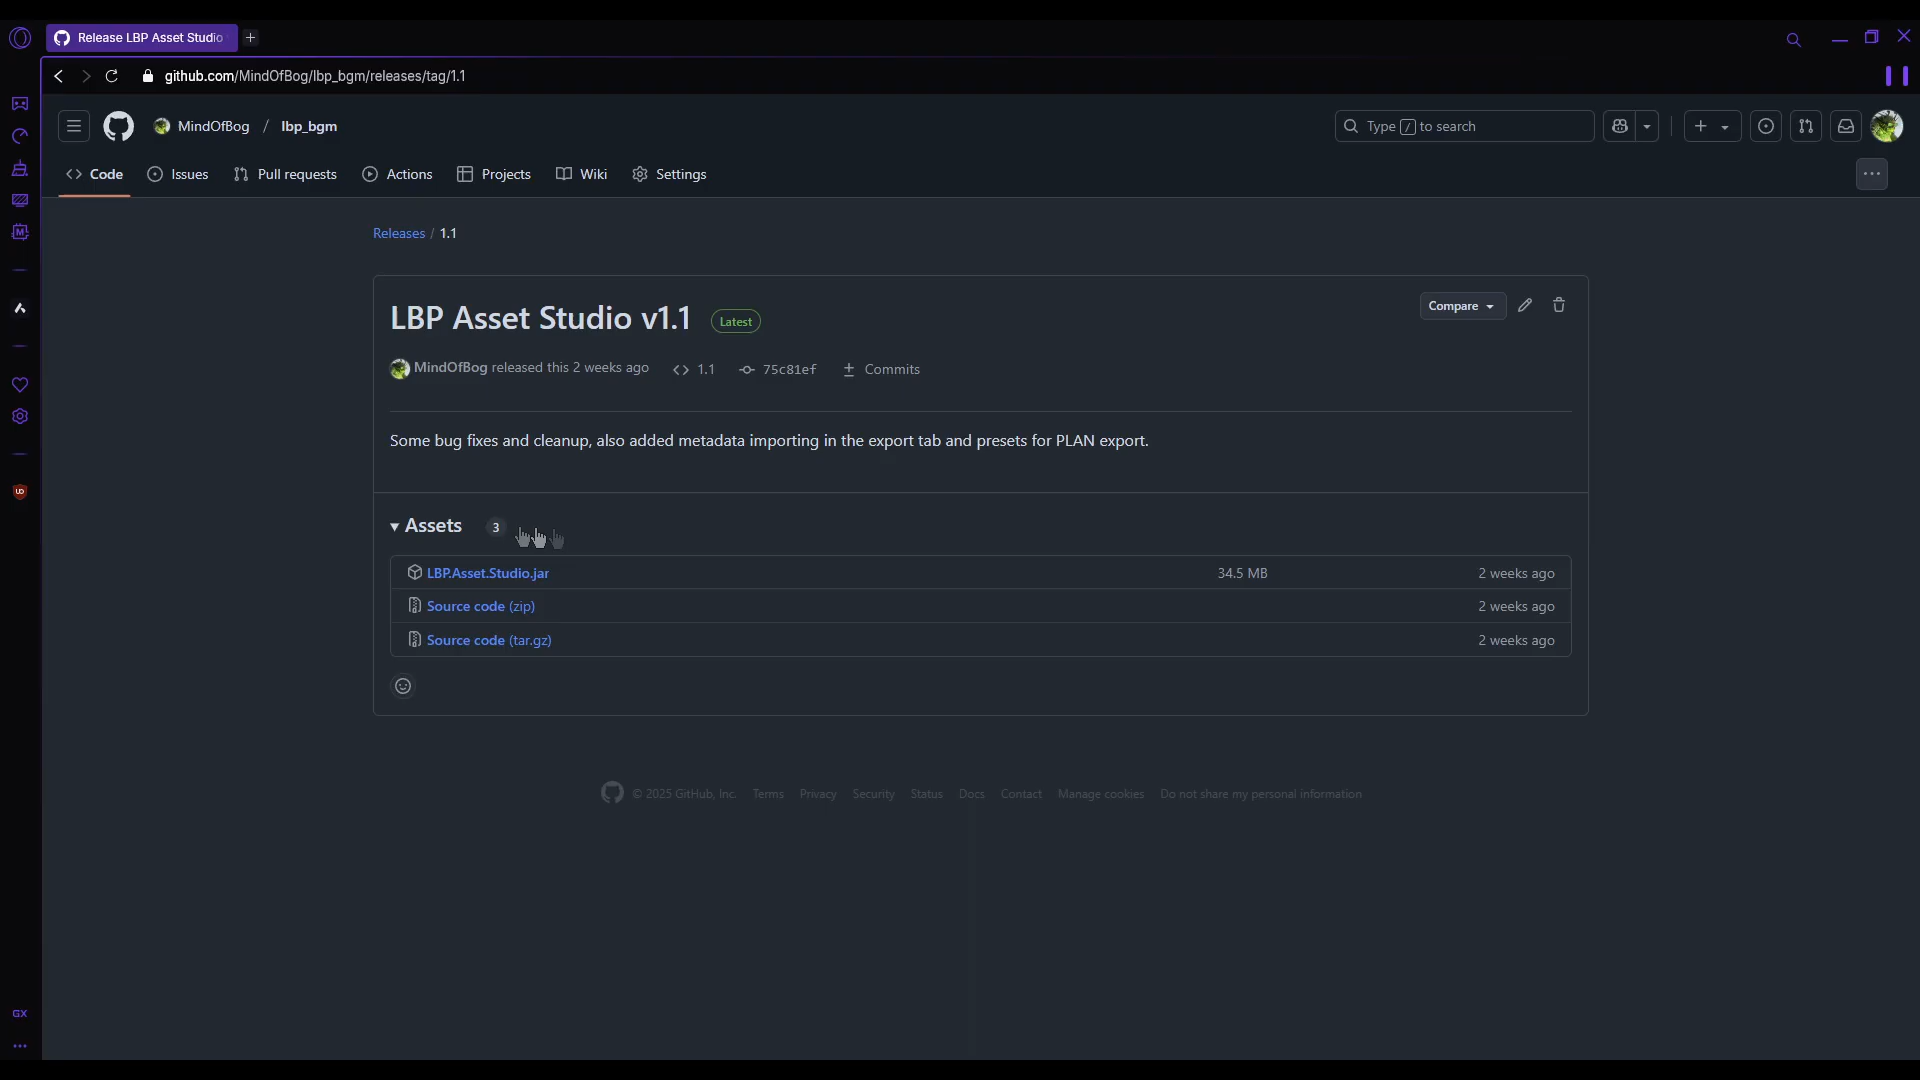 Release LBP Asset Studio
github.com/MindOfBog/lbp_bgm/releases/tag/1.1
MindOfBog / lbp_bgm
Type / to search
Code
Issues
Pull requests
Actions
Projects
Wiki
Settings
Releases / 1.1
LBP Asset Studio v1.1
Latest
Compare
MindOfBog released this 2 weeks ago
1.1
75c81ef
Commits
Some bug fixes and cleanup, also added metadata importing in the export tab and presets for PLAN export.
Assets 3
LBP.Asset.Studio.jar
34.5 MB
2 weeks ago
Source code (zip)
2 weeks ago
Source code (tar.gz)
2 weeks ago
© 2025 GitHub, Inc.
Terms
Privacy
Security
Status
Docs
Contact
Manage cookies
Do not share my personal information
GX